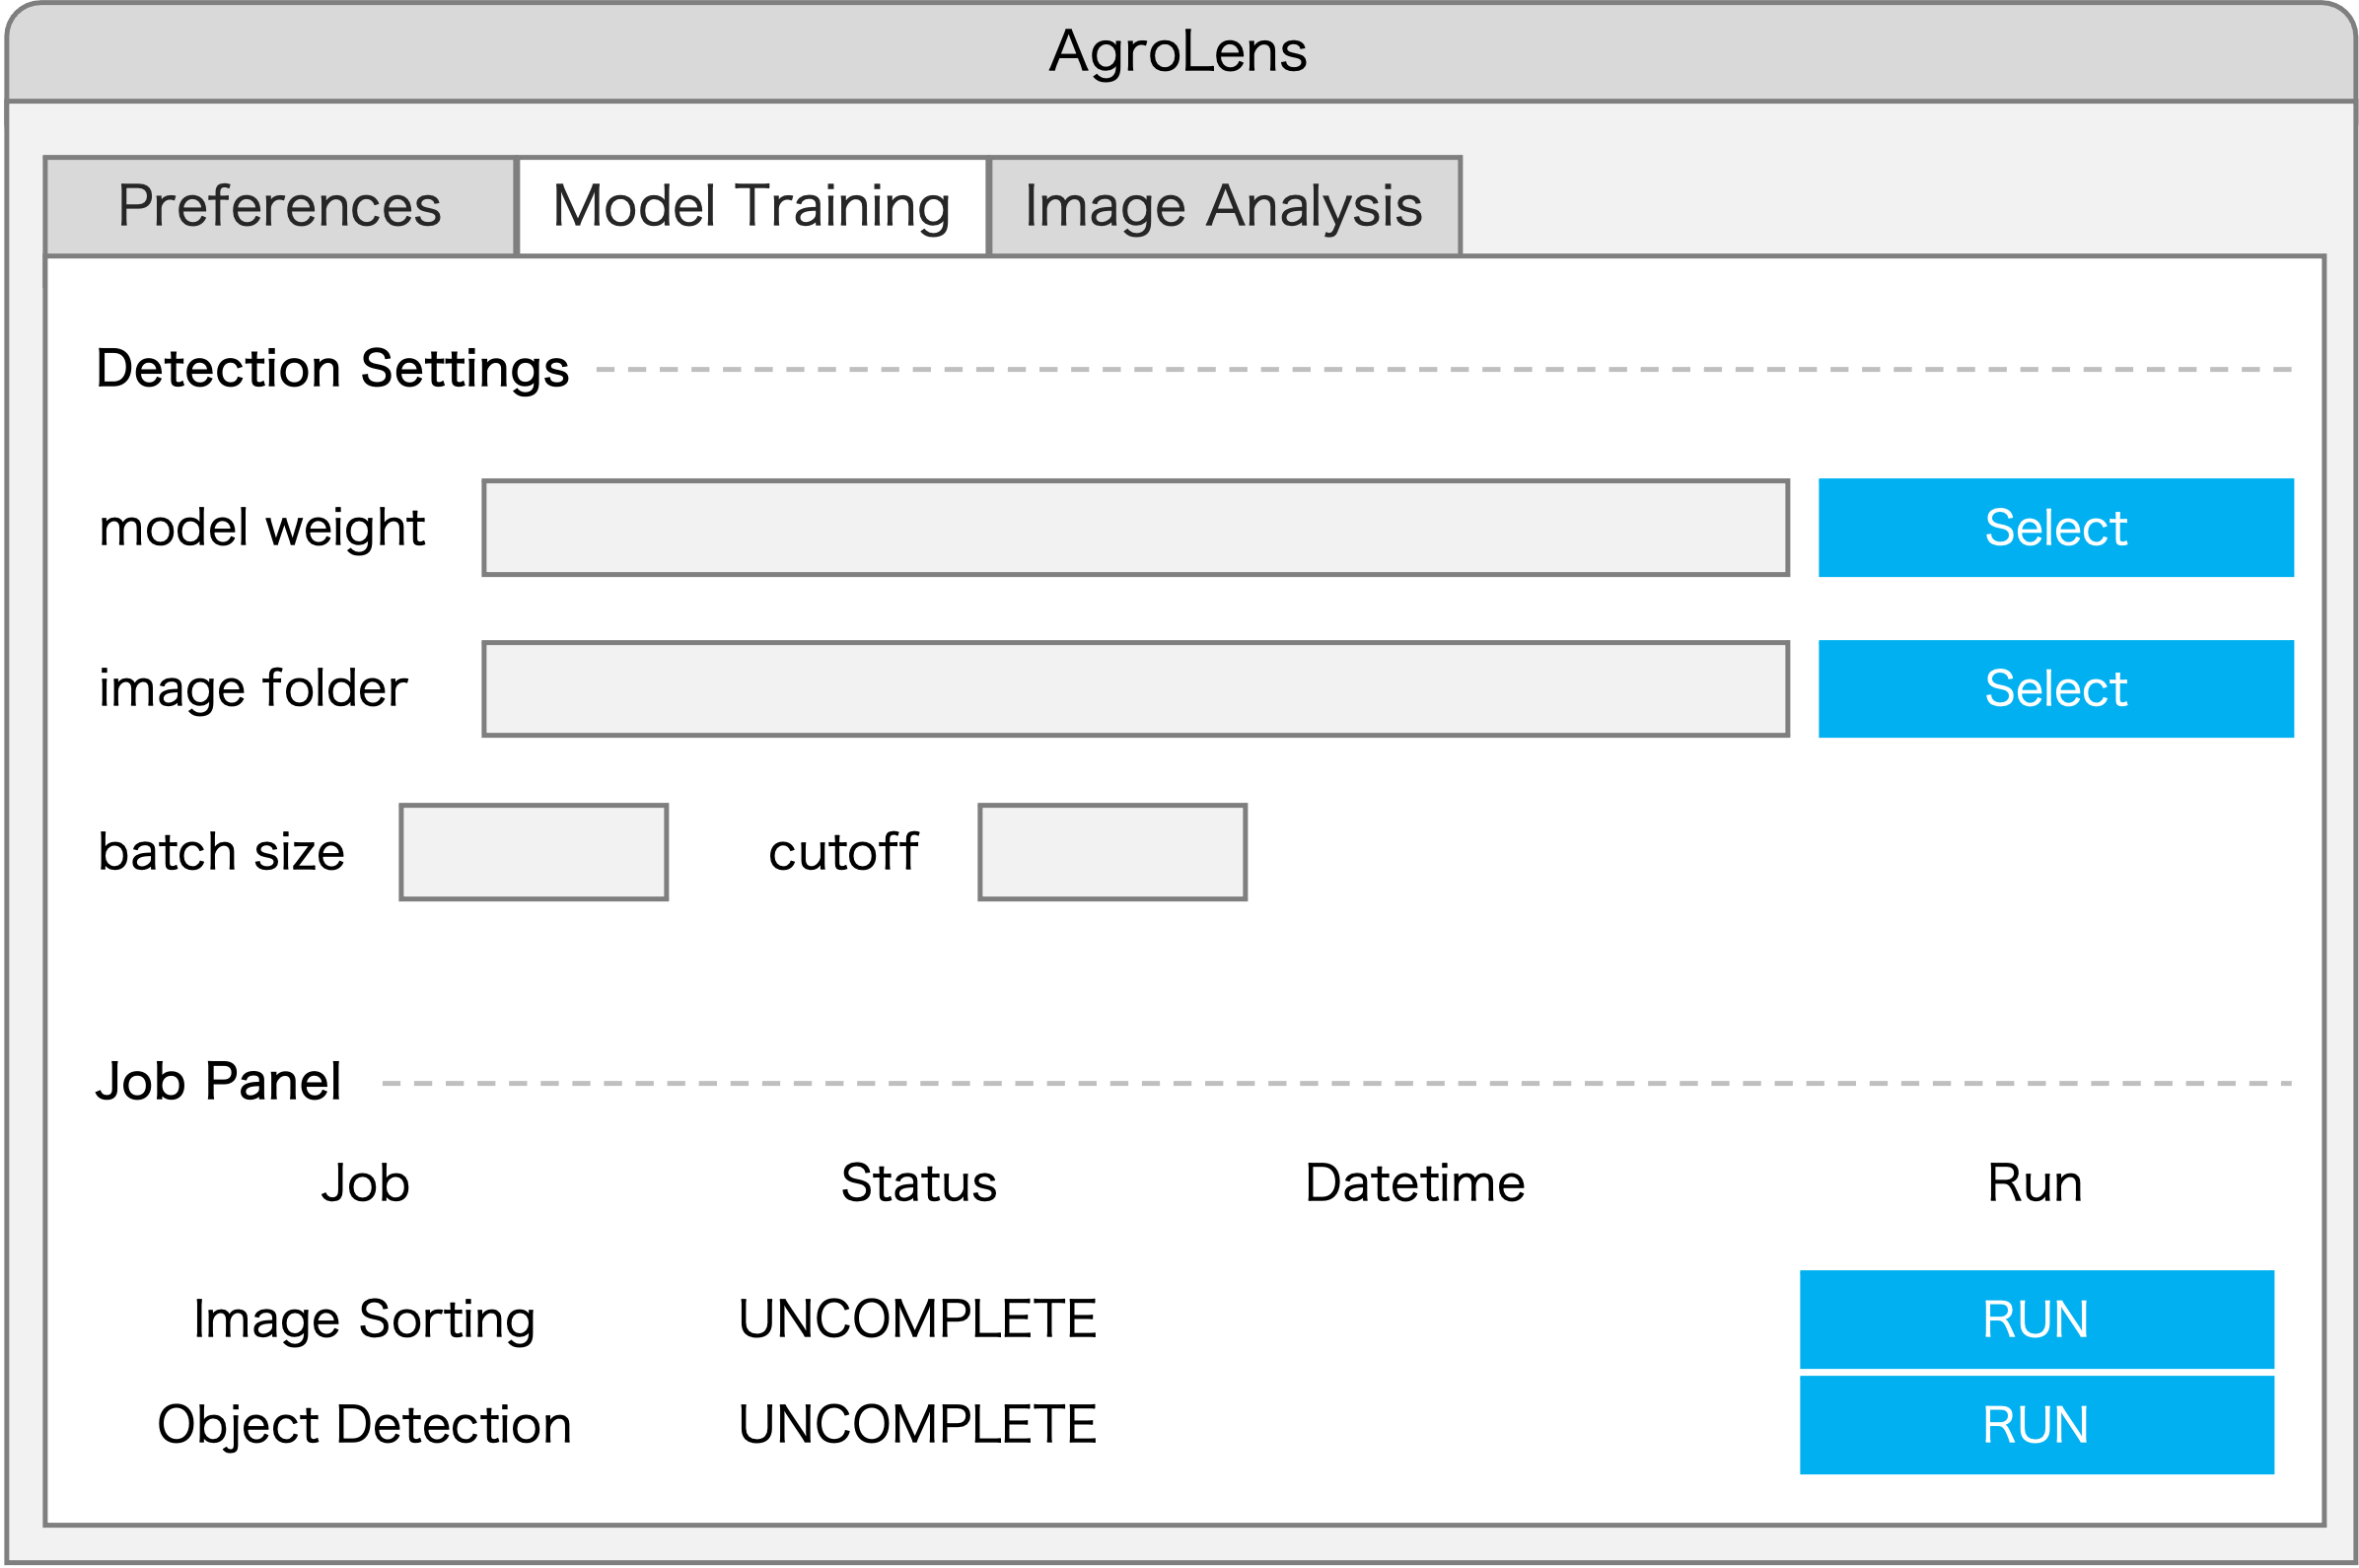 AgroLens
Preferences Model Training Image Analysis
Detection Settings
model weight Select
image folder Select
batch size cutoff
Job Panel
Job Status Datetime Run
Image Sorting UNCOMPLETE RUN
Object Detection UNCOMPLETE RUN